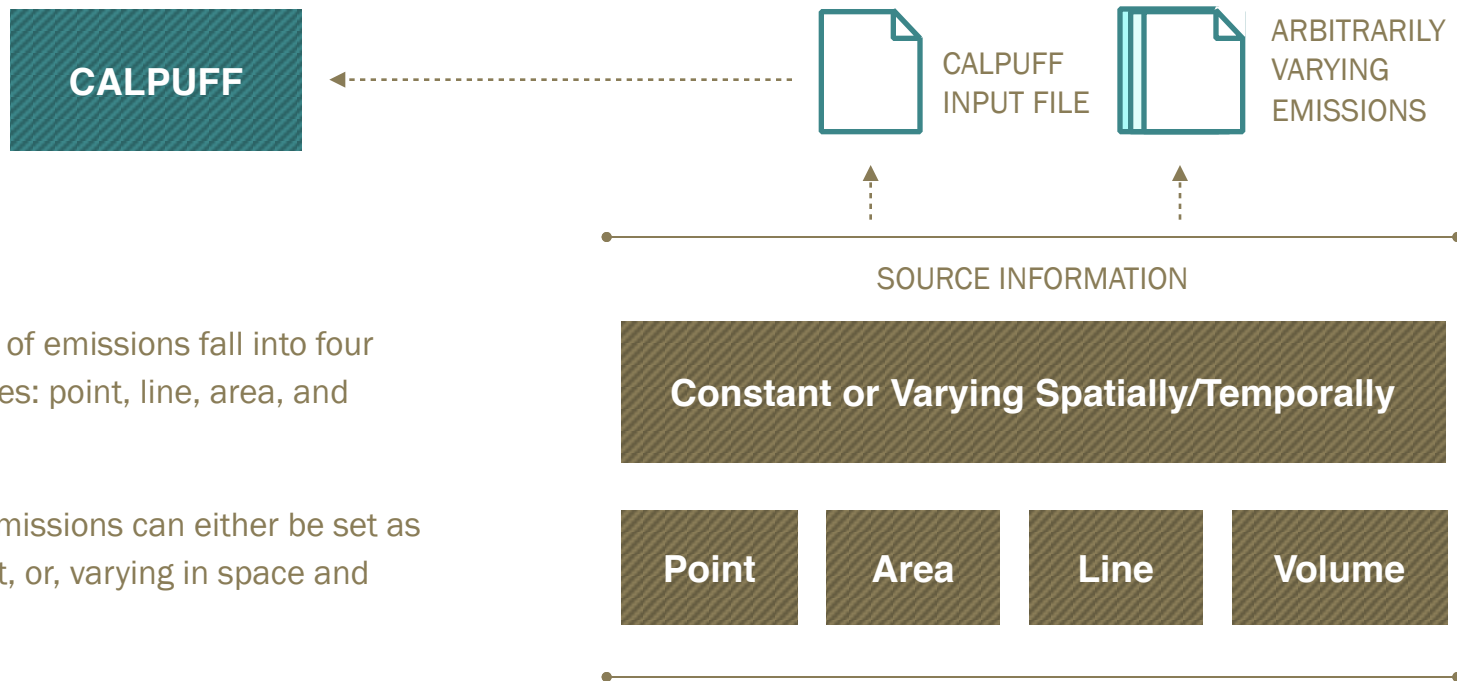 CALPUFF
CALPUFF
INPUT FILE
ARBITRARILY
VARYING
EMISSIONS
SOURCE INFORMATION
of emissions fall into four
es: point, line, area, and
missions can either be set as
t, or, varying in space and
Constant or Varying Spatially/Temporally
Point
Area
Line
Volume